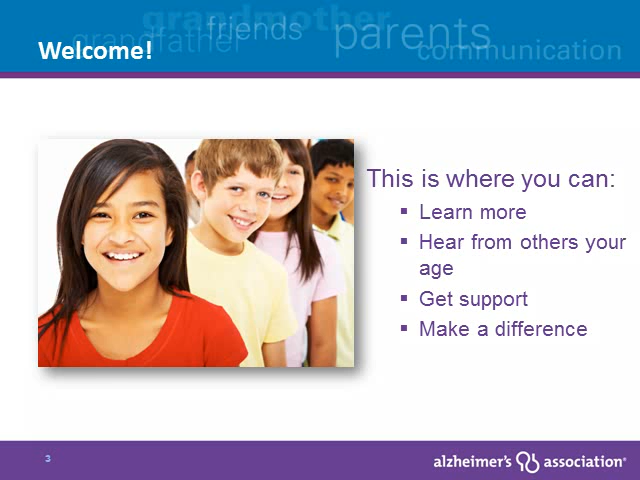 grandmother
friends
grandfather
parents
communication
Welcome!
This is where you can:
▪ Learn more
▪ Hear from others your
age
▪ Get support
▪ Make a difference
3
alzheimer's association®